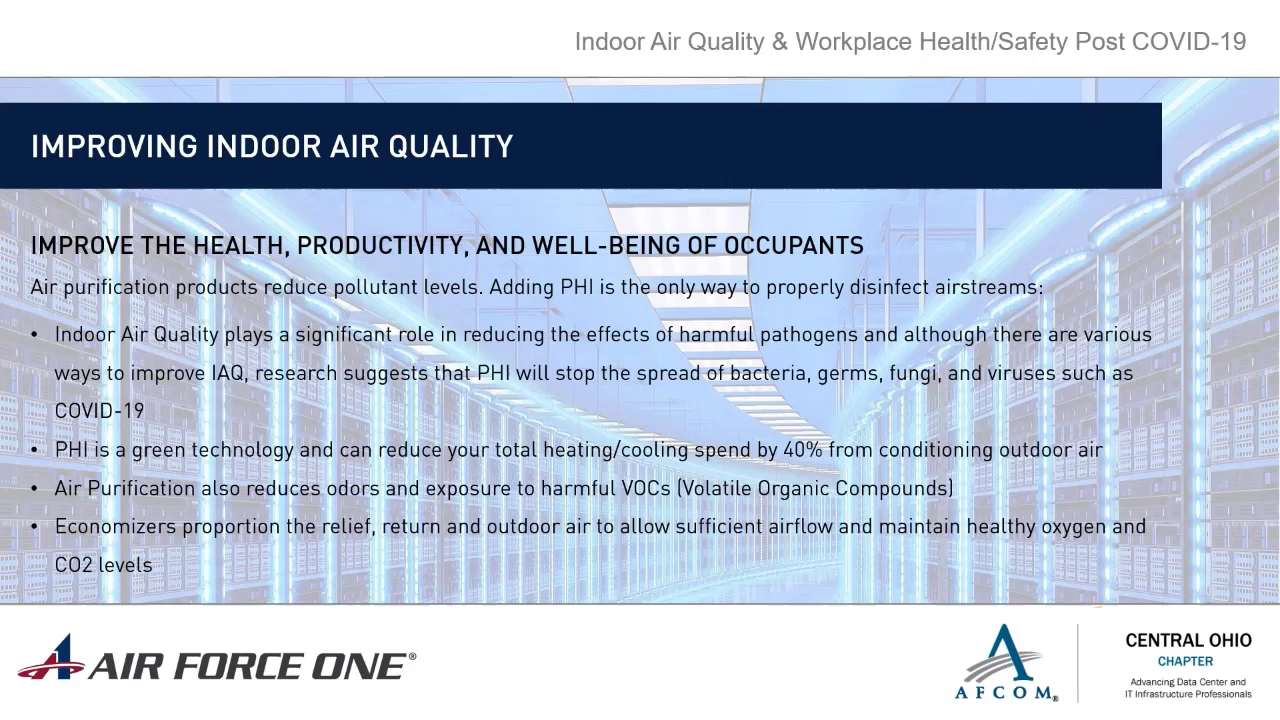 Indoor Air Quality & Workplace Health/Safety Post COVID-19
IMPROVING INDOOR AIR QUALITY
IMPROVE THE HEALTH, PRODUCTIVITY, AND WELL-BEING OF OCCUPANTS
Air purification products reduce pollutant levels. Adding PHI is the only way to properly disinfect airstreams:
• Indoor Air Quality plays a significant role in reducing the effects of harmful pathogens and although there are various
ways to improve IAQ, research suggests that PHI will stop the spread of bacteria, germs, fungi, and viruses such as
COVID-19
• PHI is a green technology and can reduce your total heating/cooling spend by 40% from conditioning outdoor air
• Air Purification also reduces odors and exposure to harmful VOCs (Volatile Organic Compounds)
• Economizers proportion the relief, return and outdoor air to allow sufficient airflow and maintain healthy oxygen and
CO2 levels
AIR FORCE ONE®
AFCOM®
CENTRAL OHIO
CHAPTER
Advancing Data Center and
IT Infrastructure Professionals